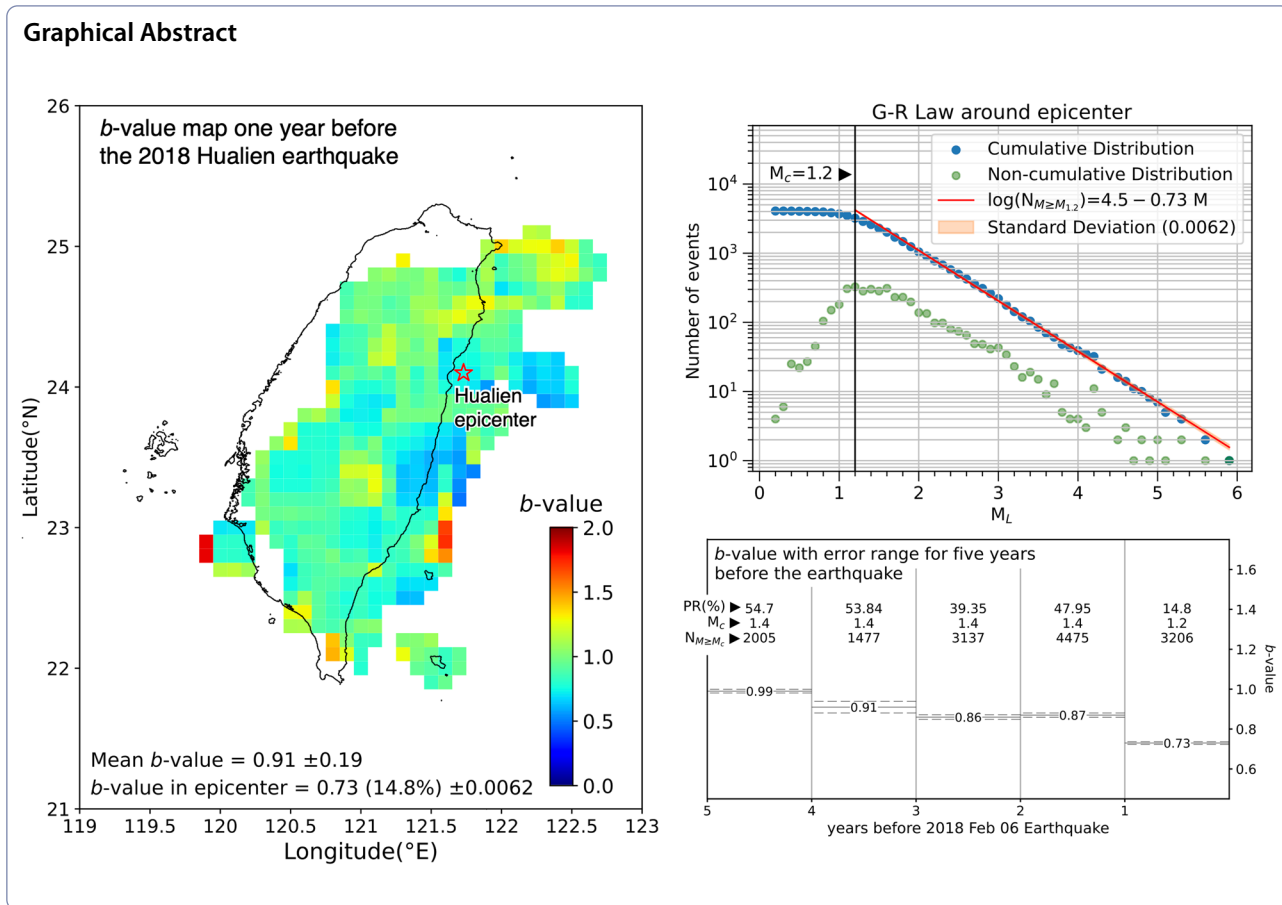 Graphical Abstract
b-value map one year before
the 2018 Hualien earthquake
26
25
24
23
22
21
Latitude(°N)
Hualien
epicenter
b-value
2.0
1.5
1.0
0.5
0.0
Mean b-value = 0.91 ±0.19
b-value in epicenter = 0.73 (14.8%) ±0.0062
119 119.5 120 120.5 121 121.5 122 122.5 123
Longitude(°E)
G-R Law around epicenter
Cumulative Distribution
Non-cumulative Distribution
log(N_{M≥M_{1.2}})=4.5 − 0.73 M
Standard Deviation (0.0062)
M_c=1.2 ▶
10^4
10^3
10^2
10^1
10^0
Number of events
0 1 2 3 4 5 6
M_L
b-value with error range for five years
before the earthquake
PR(%) ▶ 54.7 53.84 39.35 47.95 14.8
M_c ▶ 1.4 1.4 1.4 1.4 1.2
N_{M≥M_c} ▶ 2005 1477 3137 4475 3206
0.99 0.91 0.86 0.87 0.73
1.6
1.4
1.2
1.0
0.8
0.6
b-value
5 4 3 2 1
years before 2018 Feb 06 Earthquake